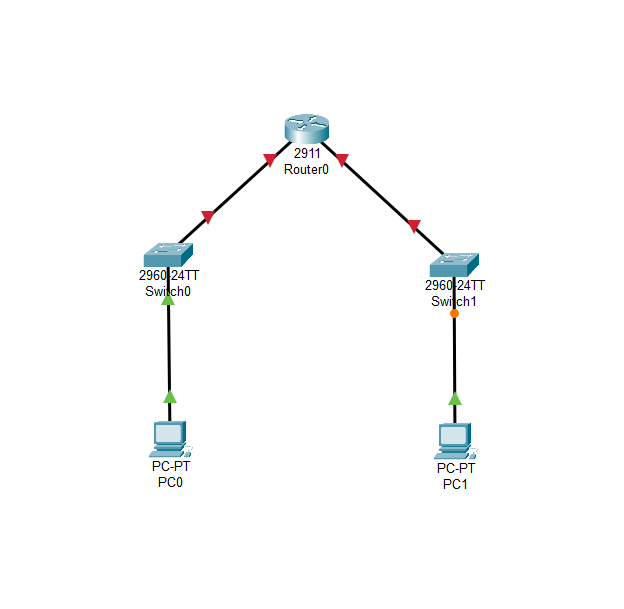 2911
Router0
2960-24TT
Switch0
2960-24TT
Switch1
PC-PT
PC0
PC-PT
PC1